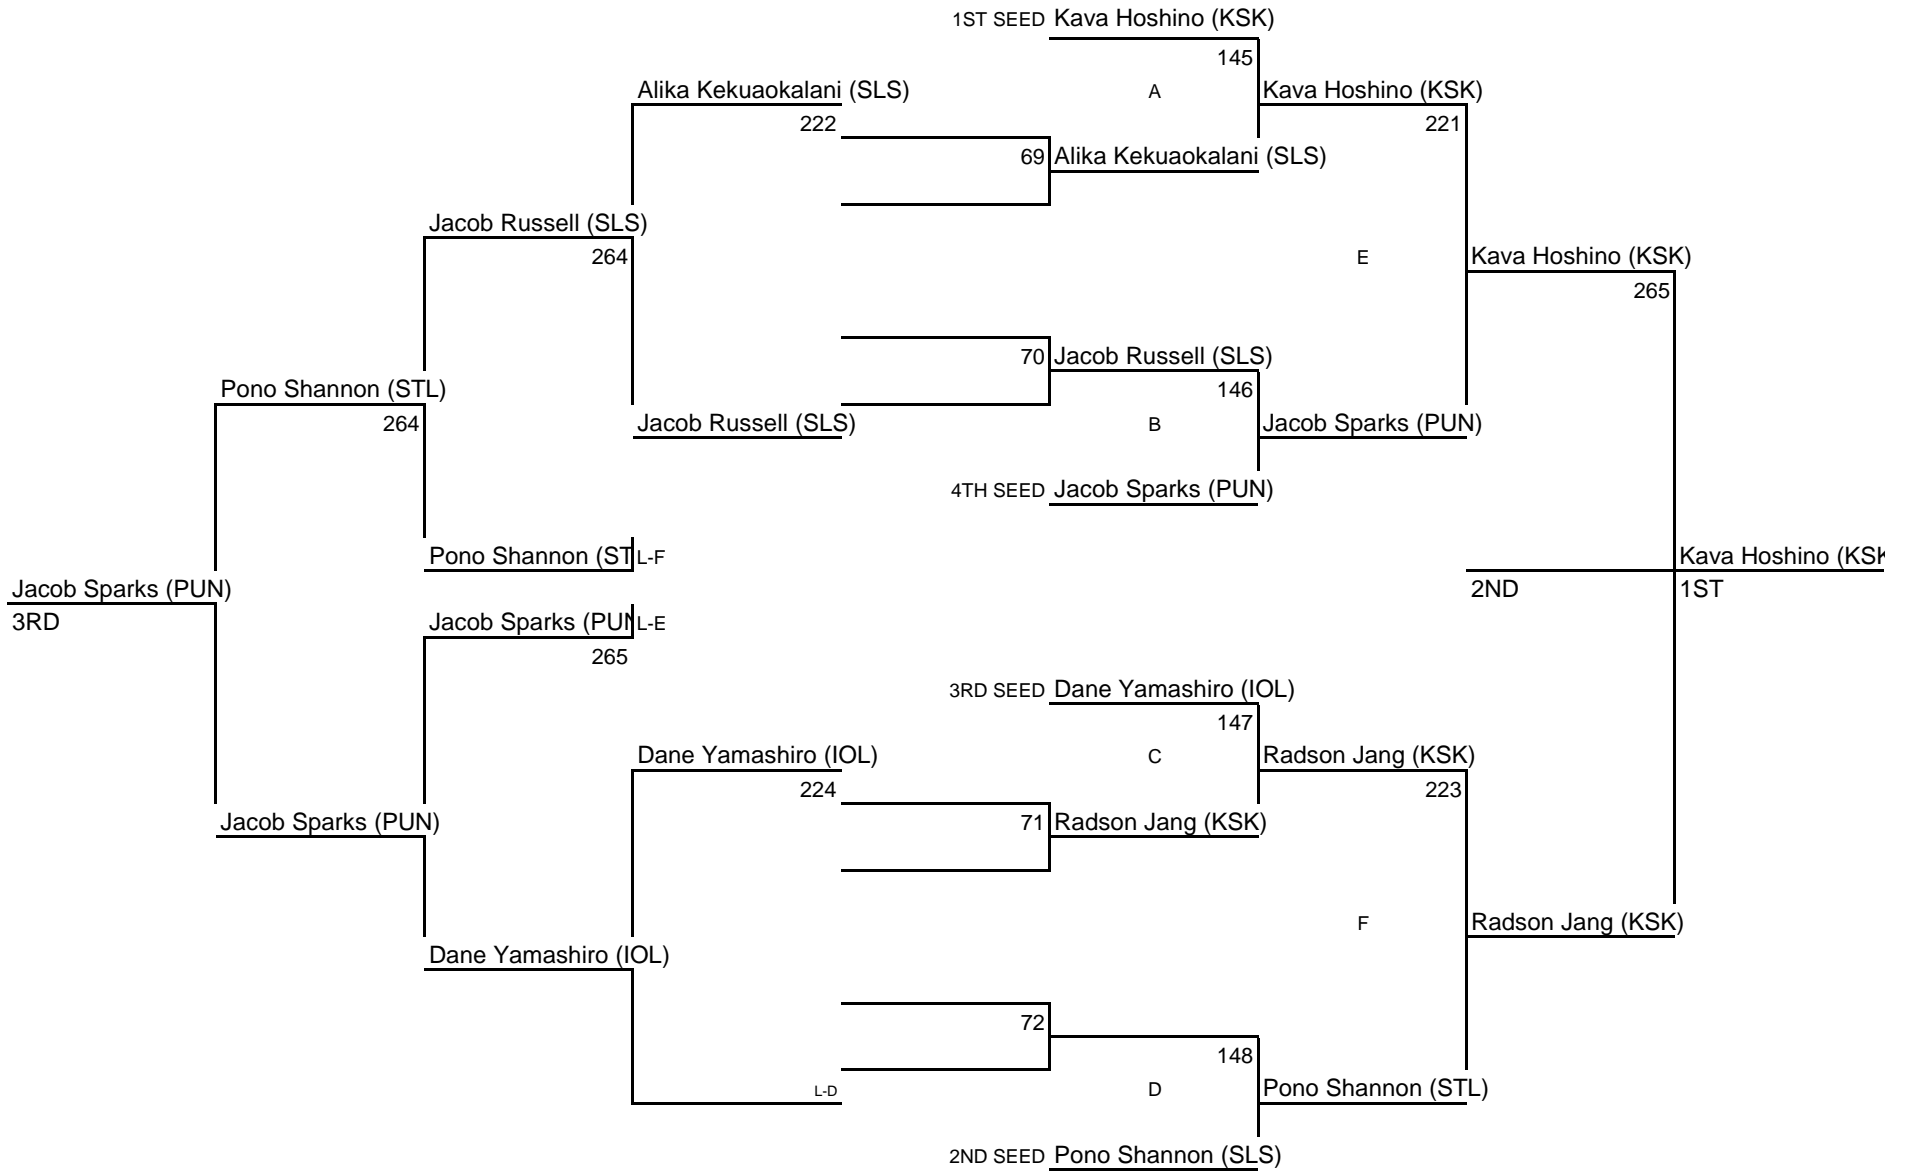 1ST SEED Kava Hoshino (KSK)
145
Alika Kekuaokalani (SLS) A Kava Hoshino (KSK)
222 221
69 Alika Kekuaokalani (SLS)
Jacob Russell (SLS)
264 E Kava Hoshino (KSK)
265
70 Jacob Russell (SLS)
Pono Shannon (STL) 146
264 Jacob Russell (SLS) B Jacob Sparks (PUN)
4TH SEED Jacob Sparks (PUN)
Pono Shannon (ST L-F Kava Hoshino (KSK
Jacob Sparks (PUN) 2ND 1ST
3RD Jacob Sparks (PUN L-E
265
3RD SEED Dane Yamashiro (IOL)
147
Dane Yamashiro (IOL) C Radson Jang (KSK)
224 223
Jacob Sparks (PUN) 71 Radson Jang (KSK)
F Radson Jang (KSK)
Dane Yamashiro (IOL)
72
148
L-D D Pono Shannon (STL)
2ND SEED Pono Shannon (SLS)